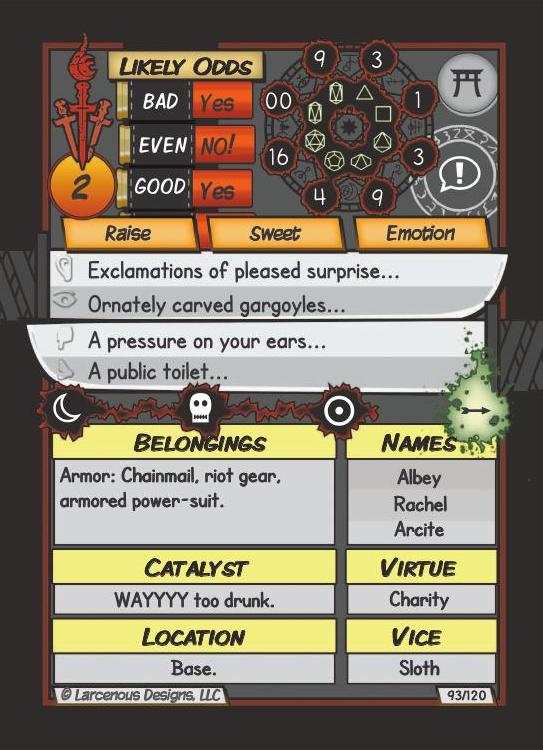 LIKELY ODDS
BAD Yes
EVEN NO!
GOOD Yes
2
9 3
00 1
16 3
4 9
!
Raise Sweet Emotion
Exclamations of pleased surprise...
Ornately carved gargoyles...
A pressure on your ears...
A public toilet...
BELONGINGS
Armor: Chainmail, riot gear,
armored power-suit.
NAMES
Albey
Rachel
Arcite
CATALYST
WAYYYY too drunk.
VIRTUE
Charity
LOCATION
Base.
VICE
Sloth
© Larcenous Designs, LLC
93/120